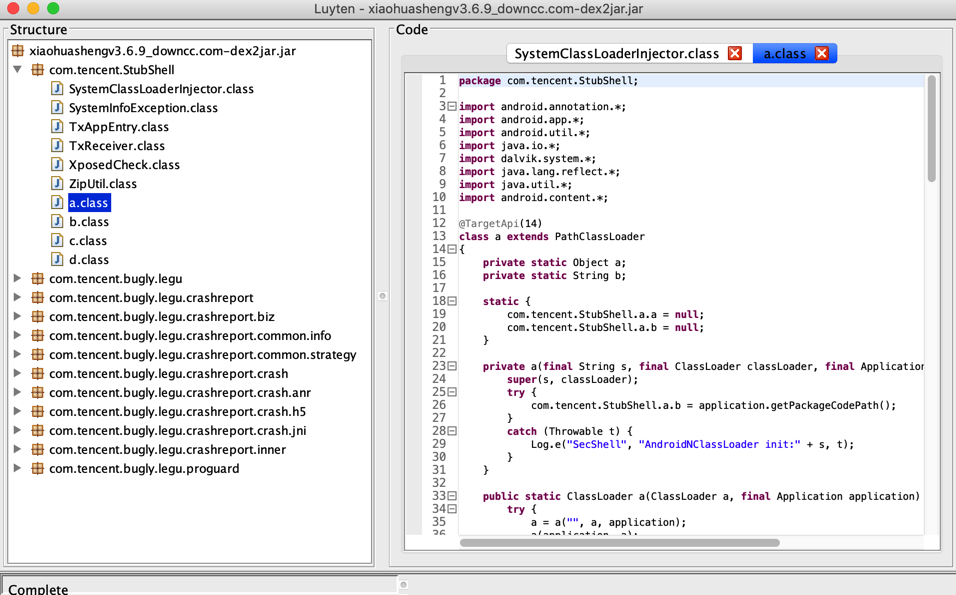 Luyten - xiaohuashengv3.6.9_downcc.com-dex2jar.jar
Structure
xiaohuashengv3.6.9_downcc.com-dex2jar.jar
com.tencent.StubShell
SystemClassLoaderInjector.class
SystemInfoException.class
TxAppEntry.class
TxReceiver.class
XposedCheck.class
ZipUtil.class
a.class
b.class
c.class
d.class
com.tencent.bugly.legu
com.tencent.bugly.legu.crashreport
com.tencent.bugly.legu.crashreport.biz
com.tencent.bugly.legu.crashreport.common.info
com.tencent.bugly.legu.crashreport.common.strategy
com.tencent.bugly.legu.crashreport.crash
com.tencent.bugly.legu.crashreport.crash.anr
com.tencent.bugly.legu.crashreport.crash.h5
com.tencent.bugly.legu.crashreport.crash.jni
com.tencent.bugly.legu.crashreport.inner
com.tencent.bugly.legu.proguard
Complete
Code
SystemClassLoaderInjector.class a.class
1 package com.tencent.StubShell;
2
3 import android.annotation.*;
4 import android.app.*;
5 import android.util.*;
6 import java.io.*;
7 import dalvik.system.*;
8 import java.lang.reflect.*;
9 import java.util.*;
10 import android.content.*;
11
12 @TargetApi(14)
13 class a extends PathClassLoader
14 {
15 private static Object a;
16 private static String b;
17
18 static {
19 com.tencent.StubShell.a.a = null;
20 com.tencent.StubShell.a.b = null;
21 }
22
23 private a(final String s, final ClassLoader classLoader, final Application
24 super(s, classLoader);
25 try {
26 com.tencent.StubShell.a.b = application.getPackageCodePath();
27 }
28 catch (Throwable t) {
29 Log.e("SecShell", "AndroidNClassLoader init:" + s, t);
30 }
31 }
32
33 public static ClassLoader a(ClassLoader a, final Application application)
34 try {
35 a = a("", a, application);
36 a(application, a);